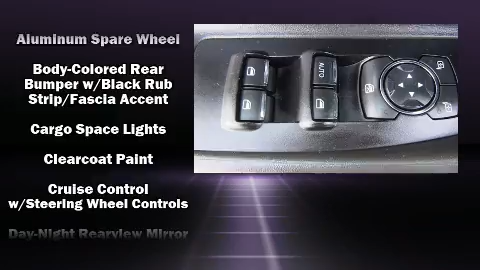 Aluminum Spare Wheel
Body-Colored Rear
Bumper w/Black Rub
Strip/Fascia Accent
Cargo Space Lights
Clearcoat Paint
Cruise Control
w/Steering Wheel Controls
Day-Night Rearview Mirror
AUTO